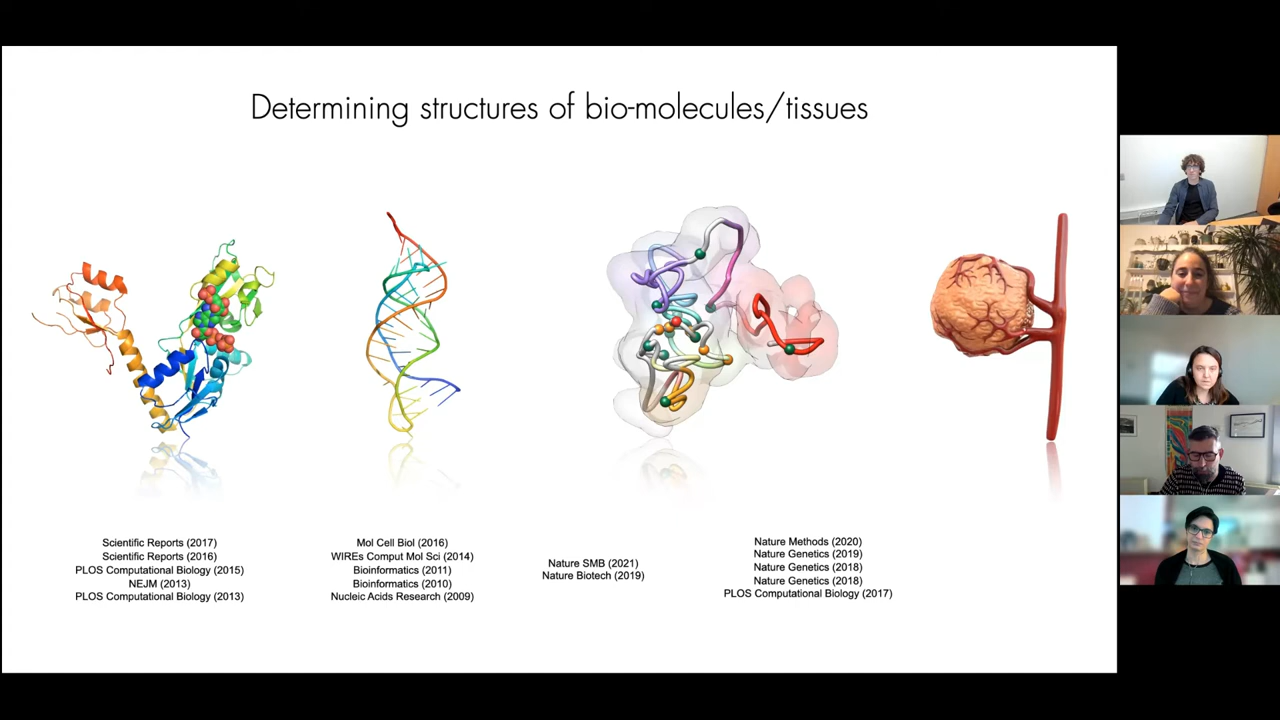 Determining structures of bio-molecules/tissues
Scientific Reports (2017)
Scientific Reports (2016)
PLOS Computational Biology (2015)
NEJM (2013)
PLOS Computational Biology (2013)
Mol Cell Biol (2016)
WIREs Comput Mol Sci (2014)
Bioinformatics (2011)
Bioinformatics (2010)
Nucleic Acids Research (2009)
Nature SMB (2021)
Nature Biotech (2019)
Nature Methods (2020)
Nature Genetics (2019)
Nature Genetics (2018)
Nature Genetics (2018)
PLOS Computational Biology (2017)